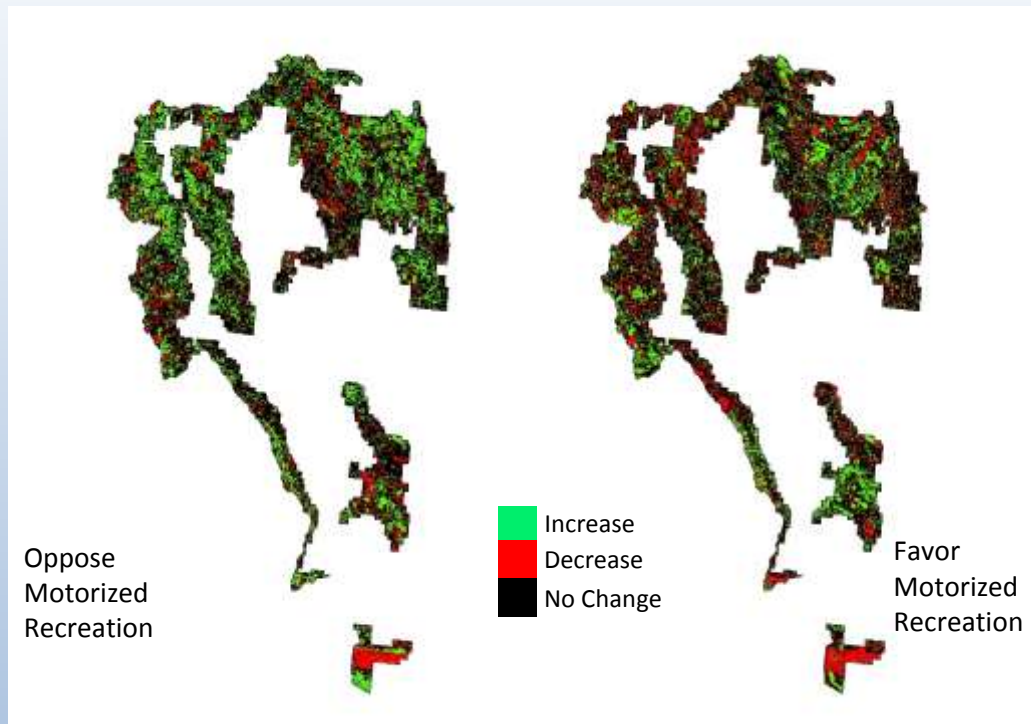 Oppose
Motorized
Recreation
Increase
Decrease
No Change
Favor
Motorized
Recreation